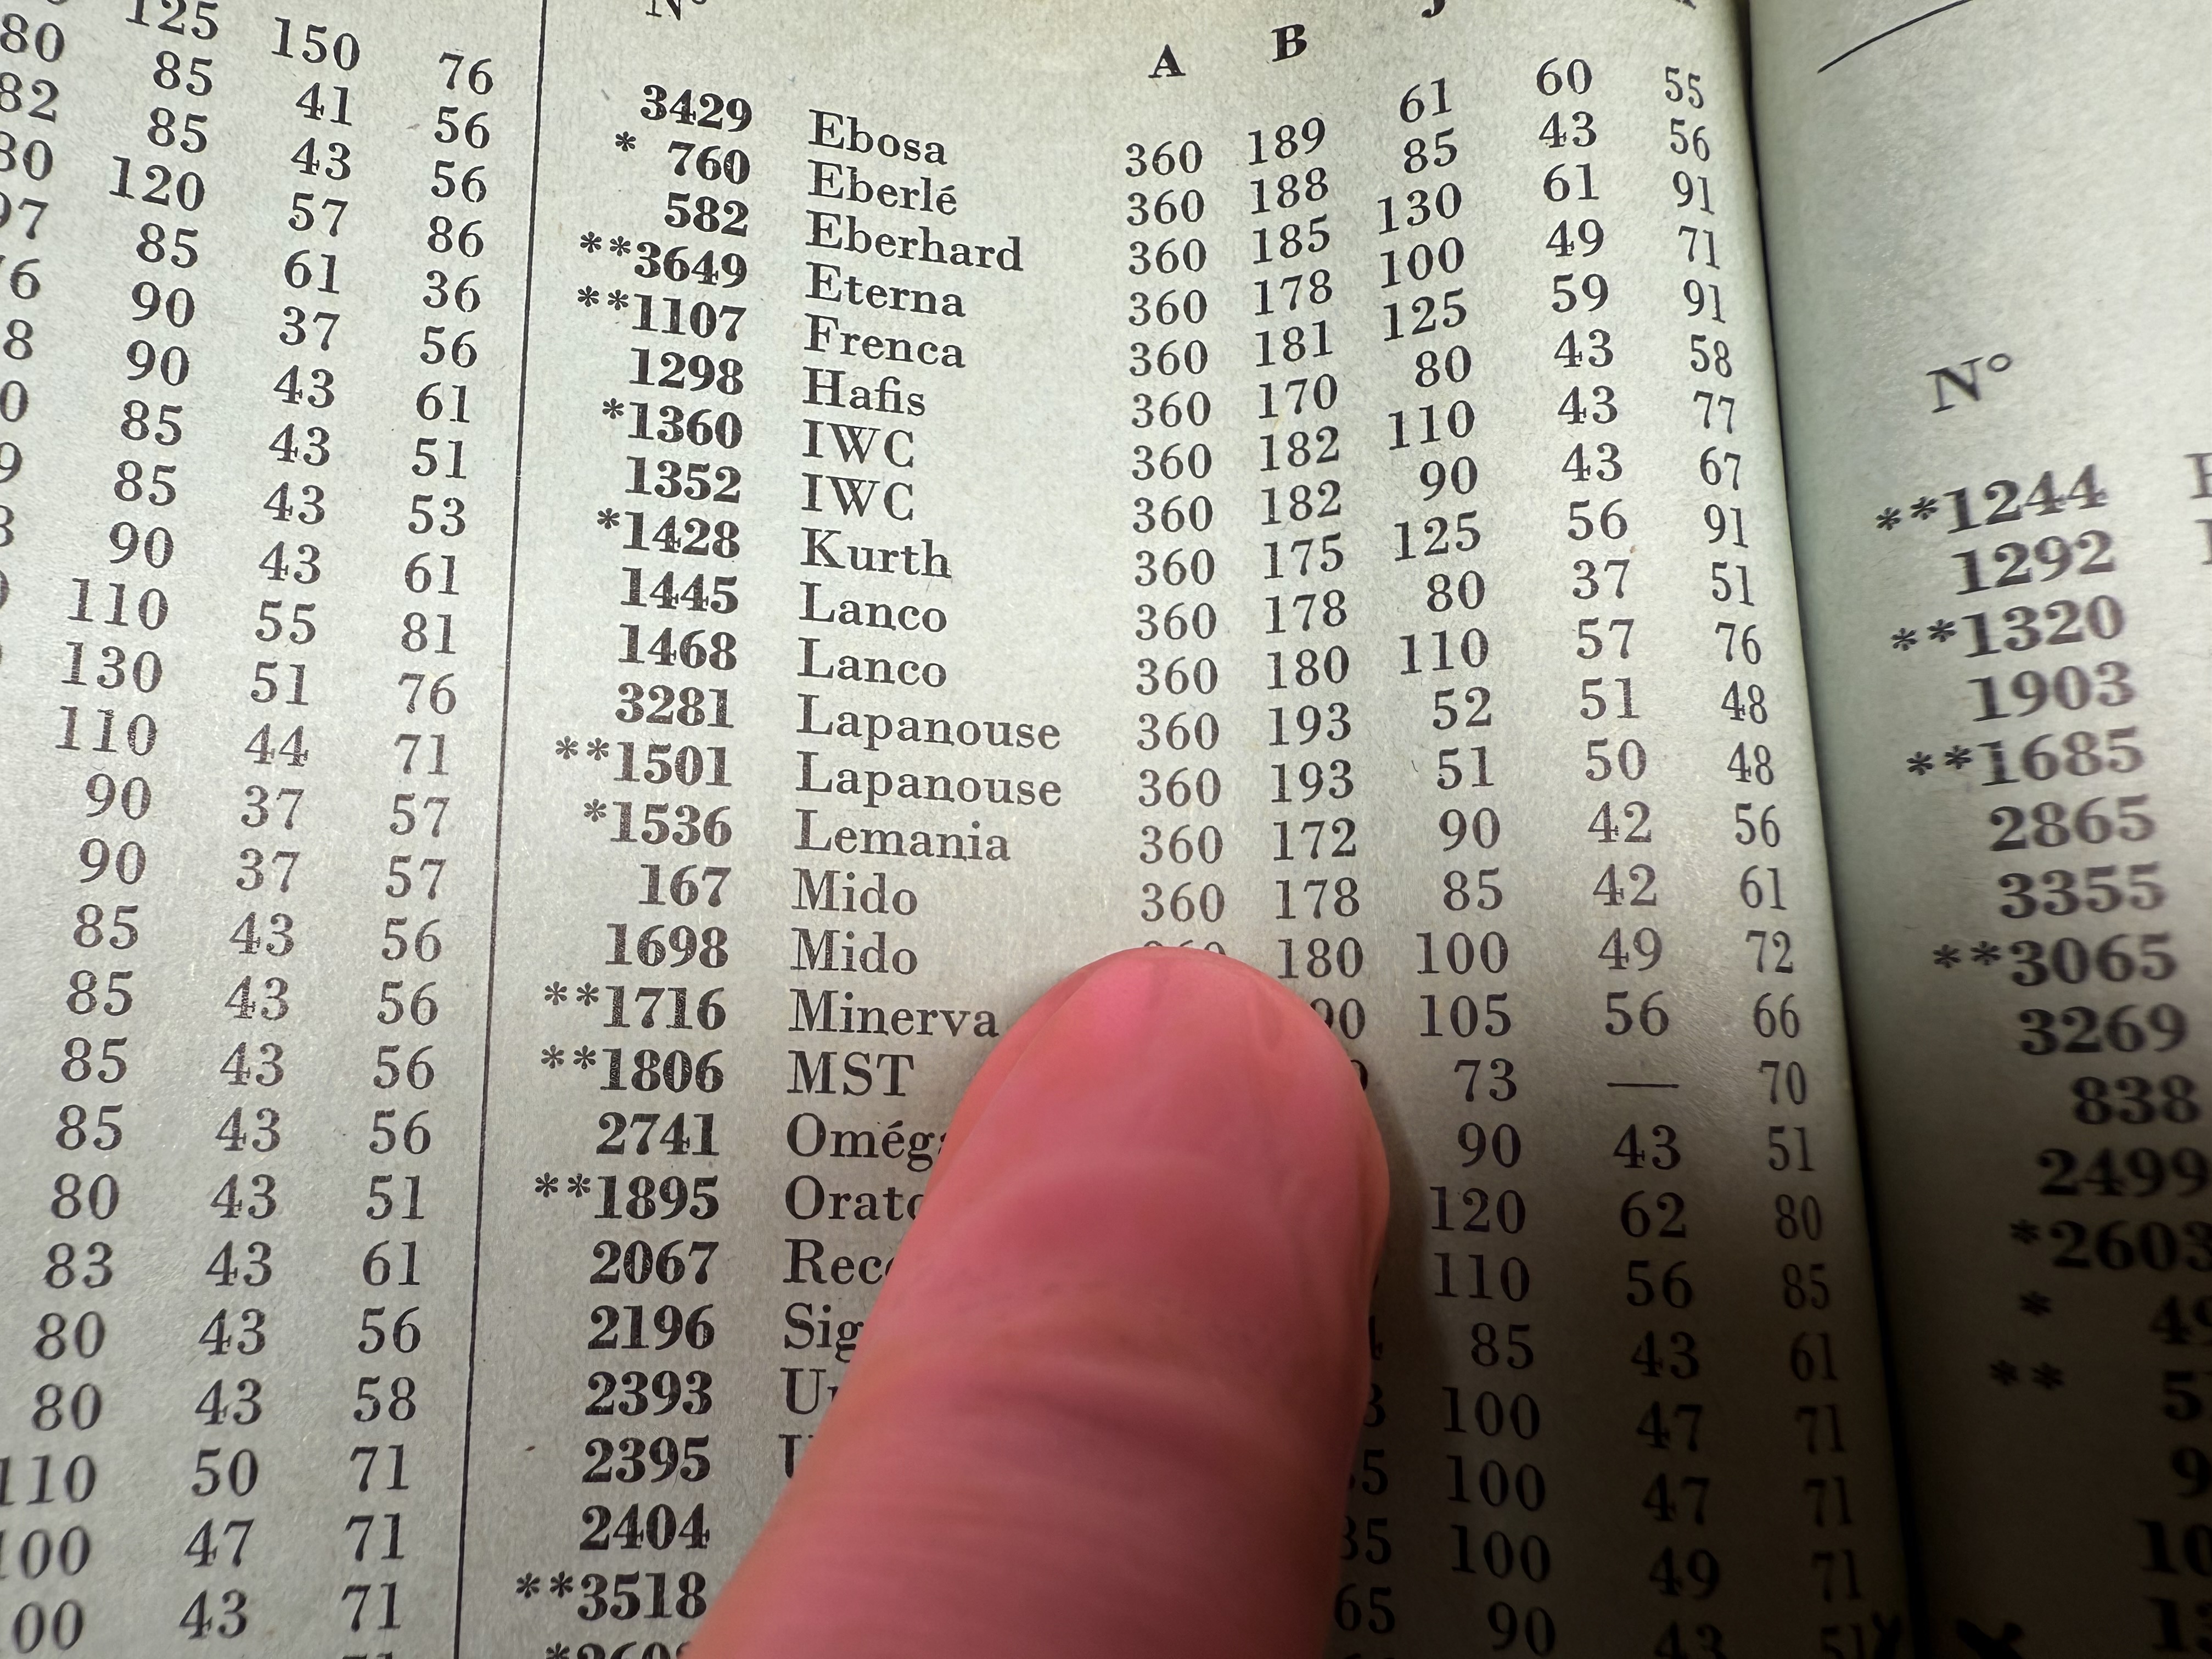 125 150 76
80 85 41 56
82 85 43 56
120 57 86
85 61 36
90 37 56
90 43 61
85 43 51
85 43 53
90 43 61
110 55 81
130 51 76
110 44 71
90 37 57
90 37 57
85 43 56
85 43 56
85 43 56
85 43 56
80 43 51
83 43 61
80 43 56
80 43 58
110 50 71
100 47 71
00 43 71
N° A B J
3429 Ebosa 360 189 61 60 55
* 760 Eberlé 360 188 85 43 56
582 Eberhard 360 185 130 61 91
**3649 Eterna 360 178 100 49 71
**1107 Frenca 360 181 125 59 91
1298 Hafis 360 170 80 43 58
*1360 IWC 360 182 110 43 77
1352 IWC 360 182 90 43 67
*1428 Kurth 360 175 125 56 91
1445 Lanco 360 178 80 37 51
1468 Lanco 360 180 110 57 76
3281 Lapanouse 360 193 52 51 48
**1501 Lapanouse 360 193 51 50 48
*1536 Lemania 360 172 90 42 56
167 Mido 360 178 85 42 61
1698 Mido 180 100 49 72
**1716 Minerva 105 56 66
**1806 MST 73 — 70
2741 90 43 51
**1895 120 62 80
2067 110 56 85
2196 85 43 61
2393 100 47 71
2395 100 47 71
2404 100 49 71
**3518 90 43 51
N°
**1244
1292
**1320
1903
**1685
2865
3355
**3065
3269
838
2499
*2603